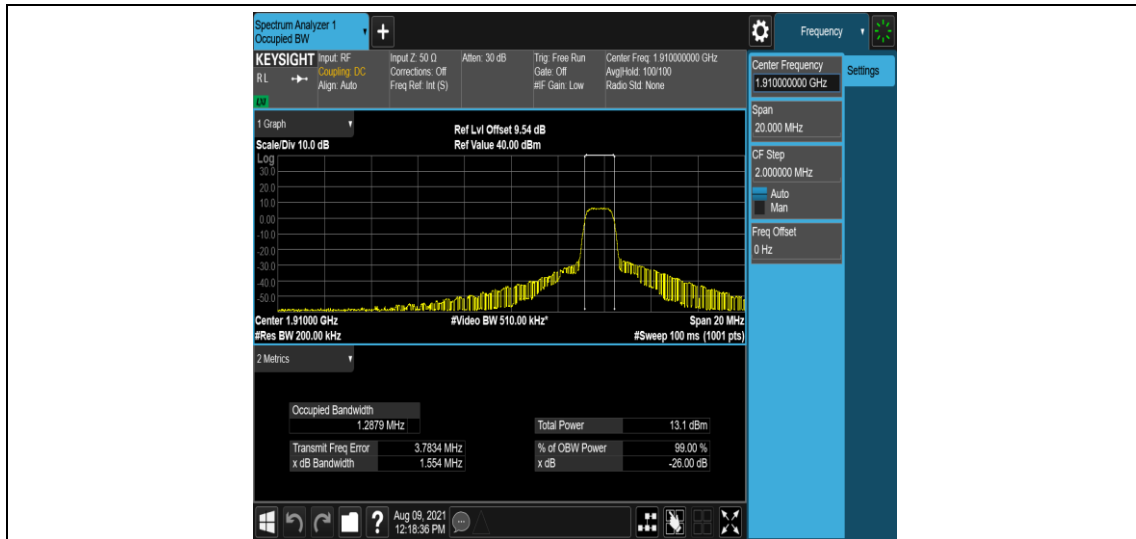 Spectrum Analyzer 1
Occupied BW
Frequency
KEYSIGHT Input: RF
Coupling: DC
Align: Auto
RL
LXI
Input Z: 50 Ω
Corrections: Off
Freq Ref: Int (S)
Atten: 30 dB
Trig: Free Run
Gate: Off
#IF Gain: Low
Center Freq: 1.910000000 GHz
Avg|Hold: 100/100
Radio Std: None
Center Frequency
1.910000000 GHz
Settings
Span
20.000 MHz
CF Step
2.000000 MHz
Auto
Man
Freq Offset
0 Hz
1 Graph
Scale/Div 10.0 dB
Ref Lvl Offset 9.54 dB
Ref Value 40.00 dBm
Log
30.0
20.0
10.0
0.00
-10.0
-20.0
-30.0
-40.0
-50.0
Center 1.91000 GHz
#Video BW 510.00 kHz*
Span 20 MHz
#Res BW 200.00 kHz
#Sweep 100 ms (1001 pts)
2 Metrics
Occupied Bandwidth
1.2879 MHz
Total Power 13.1 dBm
Transmit Freq Error 3.7834 MHz
% of OBW Power 99.00 %
x dB Bandwidth 1.554 MHz
x dB -26.00 dB
Aug 09, 2021
12:18:36 PM